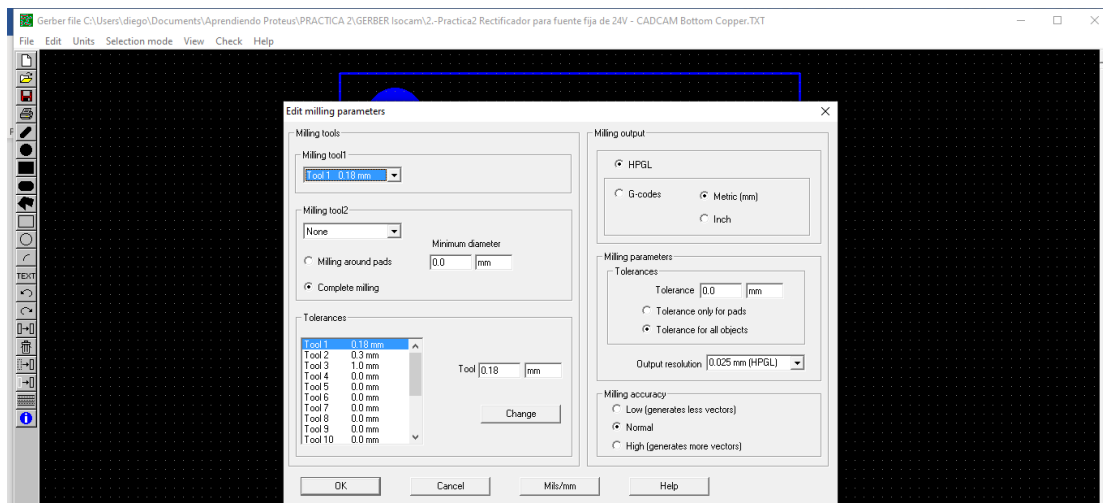 Gerber file C:\Users\diego\Documents\Aprendiendo Proteus\PRACTICA 2\GERBER Isocam\2.-Practica2 Rectificador para fuente fija de 24V - CADCAM Bottom Copper.TXT
File Edit Units Selection mode View Check Help
TEXT
Edit milling parameters
Milling tools
Milling tool1
Tool 1 0.18 mm
Milling tool2
None
Minimum diameter
Milling around pads
0.0 mm
Complete milling
Tolerances
Tool 1 0.18 mm
Tool 2 0.3 mm
Tool 3 1.0 mm
Tool 4 0.0 mm
Tool 5 0.0 mm
Tool 6 0.0 mm
Tool 7 0.0 mm
Tool 8 0.0 mm
Tool 9 0.0 mm
Tool 10 0.0 mm
Tool 0.18 mm
Change
Milling output
HPGL
G-codes
Metric (mm)
Inch
Milling parameters
Tolerances
Tolerance 0.0 mm
Tolerance only for pads
Tolerance for all objects
Output resolution 0.025 mm (HPGL)
Milling accuracy
Low (generates less vectors)
Normal
High (generates more vectors)
OK Cancel Mils/mm Help